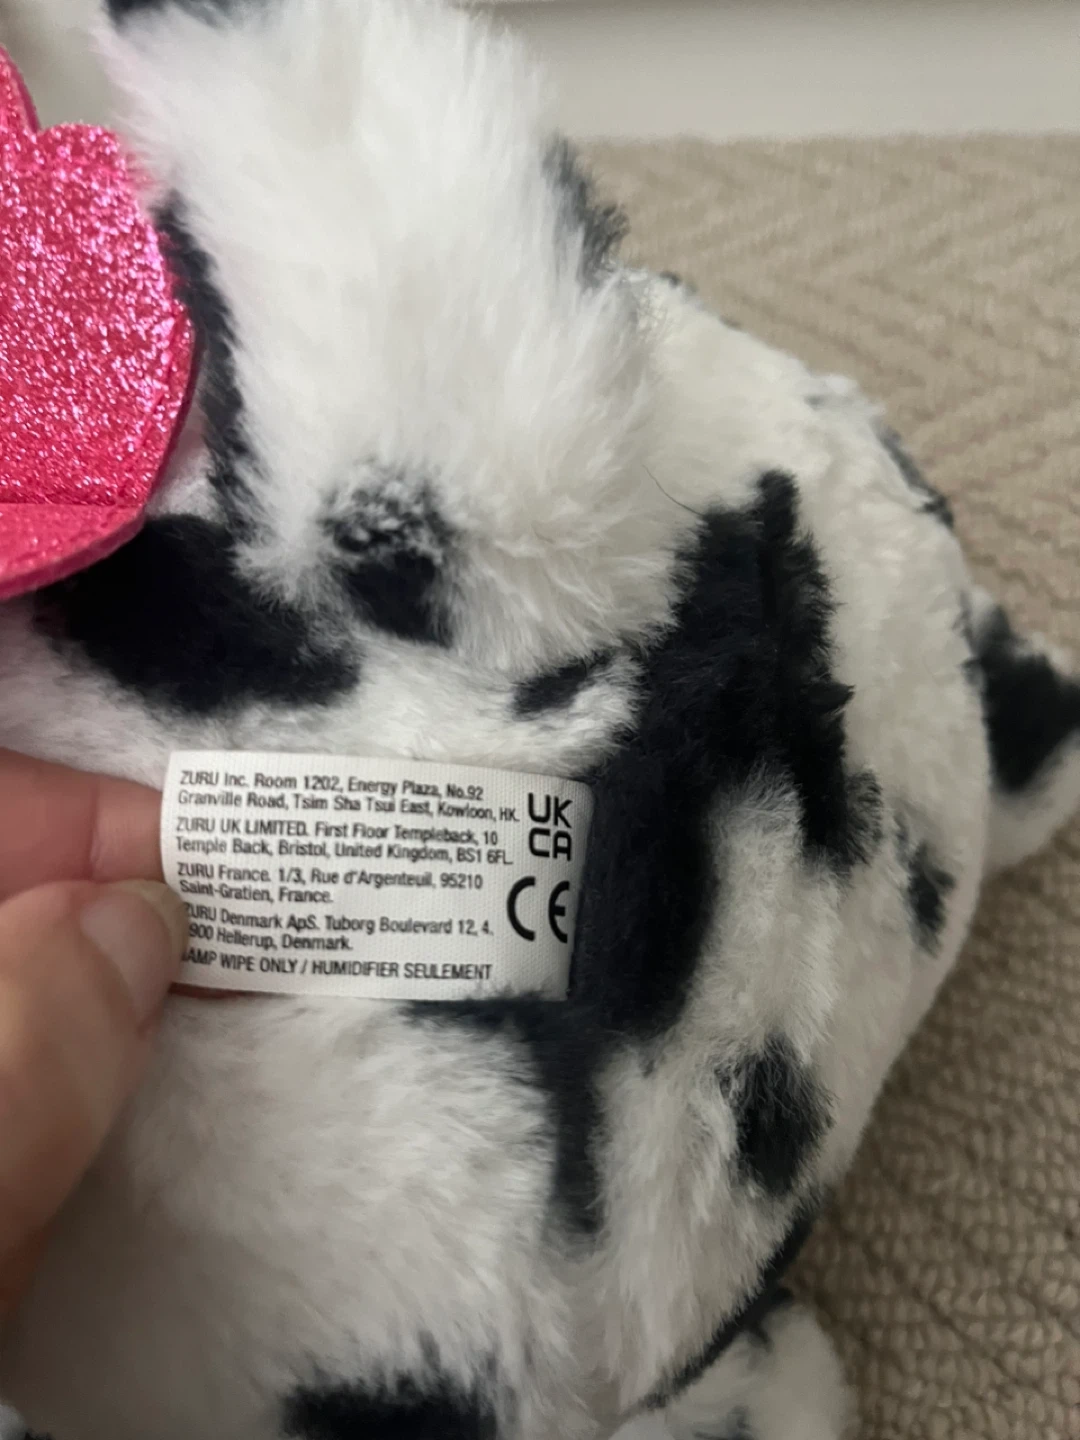 ZURU Inc. Room 1202, Energy Plaza, No.92
Granville Road, Tsim Sha Tsui East, Kowloon, HK.
ZURU UK LIMITED. First Floor Templeback, 10
Temple Back, Bristol, United Kingdom, BS1 6FL.
ZURU France. 1/3, Rue d'Argenteuil, 95210
Saint-Gratien, France.
ZURU Denmark ApS. Tuborg Boulevard 12, 4.
900 Hellerup, Denmark.
AMP WIPE ONLY / HUMIDIFIER SEULEMENT
UK
CA
CE